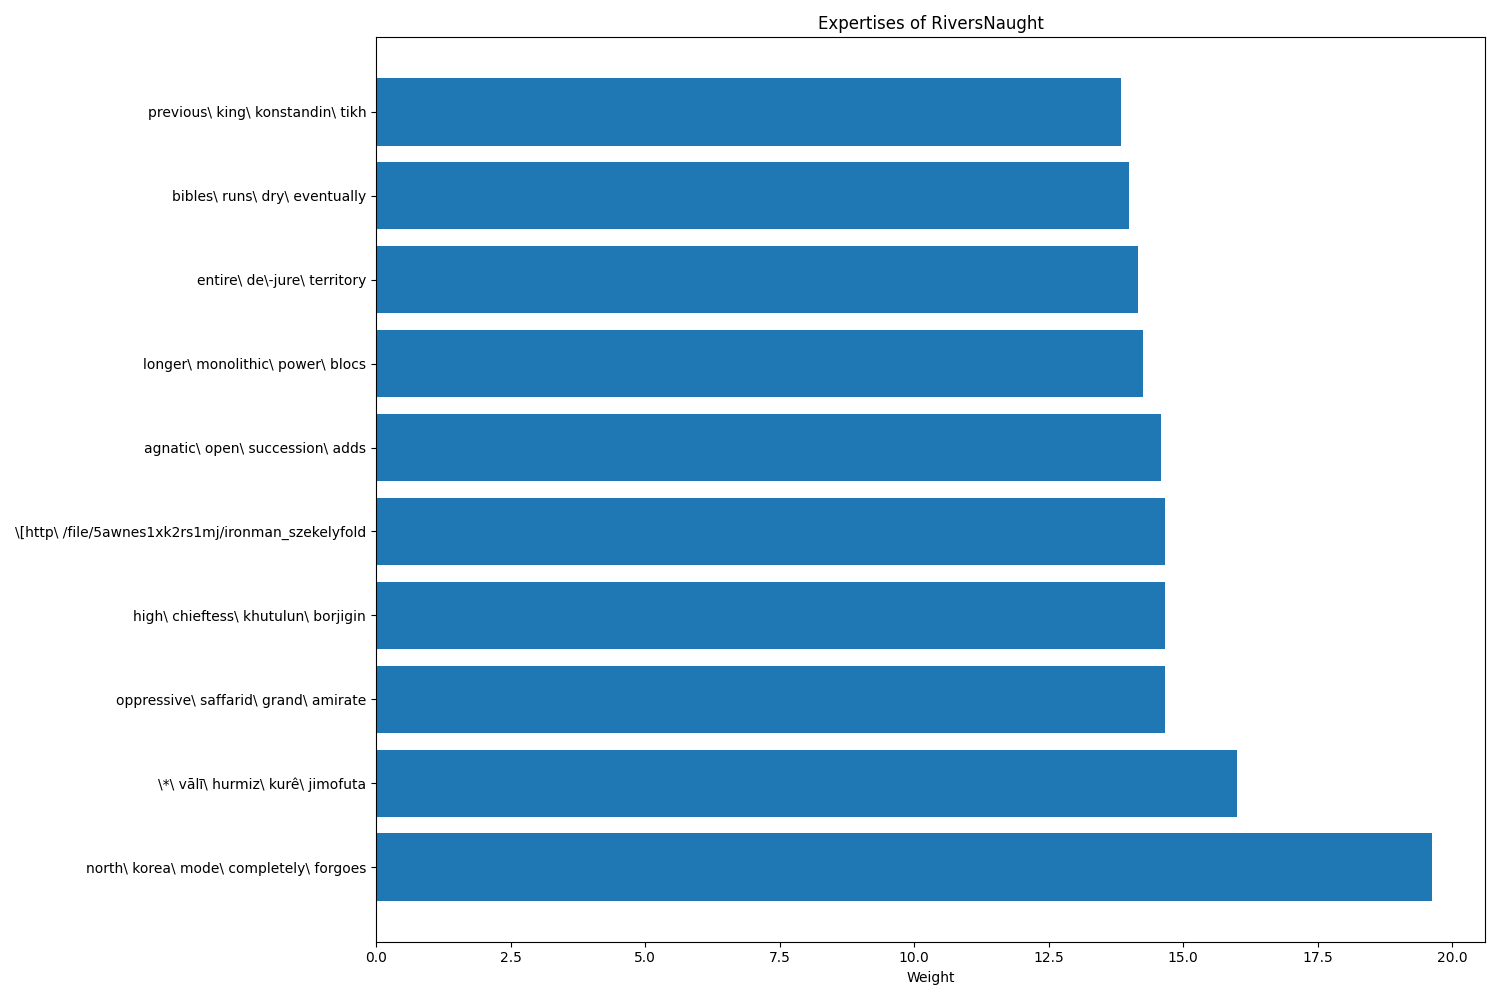 Expertises of RiversNaught
previous\ king\ konstandin\ tikh
bibles\ runs\ dry\ eventually
entire\ de\-jure\ territory
longer\ monolithic\ power\ blocs
agnatic\ open\ succession\ adds
\[http\ /file/5awnes1xk2rs1mj/ironman_szekelyfold
high\ chieftess\ khutulun\ borjigin
oppressive\ saffarid\ grand\ amirate
\*\ vālī\ hurmiz\ kurê\ jimofuta
north\ korea\ mode\ completely\ forgoes
0.0 2.5 5.0 7.5 10.0 12.5 15.0 17.5 20.0
Weight